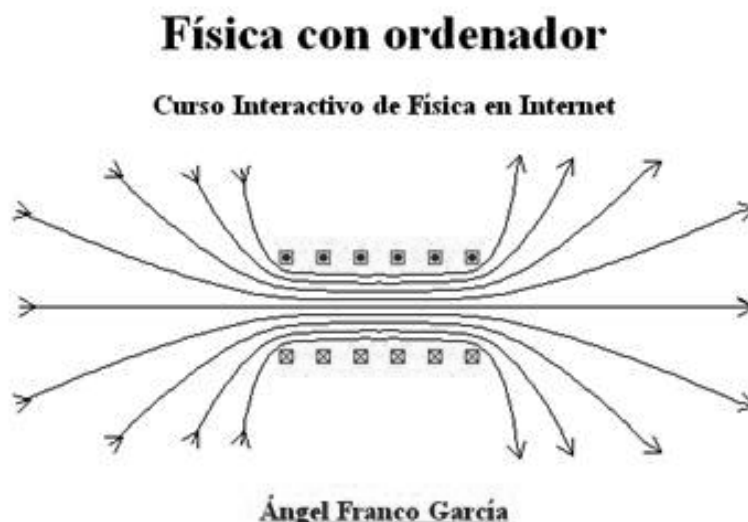 Física con ordenador
Curso Interactivo de Física en Internet
Ángel Franco García